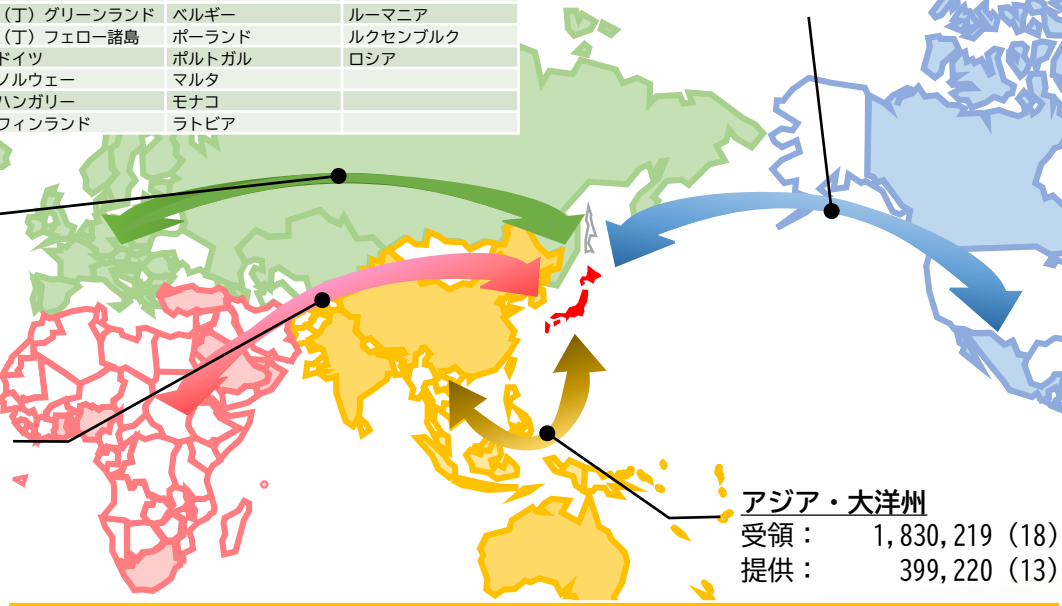 （丁）グリーンランド ベルギー ルーマニア
（丁）フェロー諸島 ポーランド ルクセンブルク
ドイツ ポルトガル ロシア
ノルウェー マルタ
ハンガリー モナコ
フィンランド ラトビア
アジア・大洋州
受領： 1,830,219 (18)
提供： 399,220 (13)